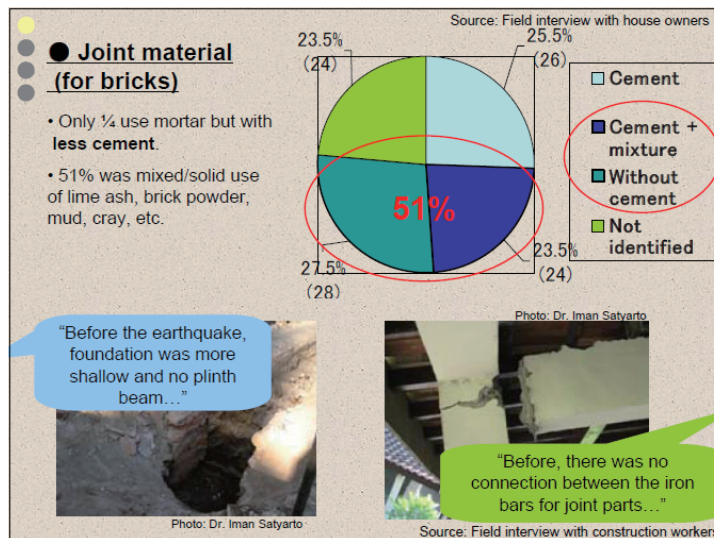 Source: Field interview with house owners
● Joint material
(for bricks)
• Only ¼ use mortar but with
less cement.
• 51% was mixed/solid use
of lime ash, brick powder,
mud, cray, etc.
23.5%
(24)
25.5%
(26)
51%
27.5%
(28)
23.5%
(24)
Cement
Cement +
mixture
Without
cement
Not
identified
“Before the earthquake,
foundation was more
shallow and no plinth
beam…”
Photo: Dr. Iman Satyarto
Photo: Dr. Iman Satyarto
“Before, there was no
connection between the iron
bars for joint parts…”
Source: Field interview with construction workers